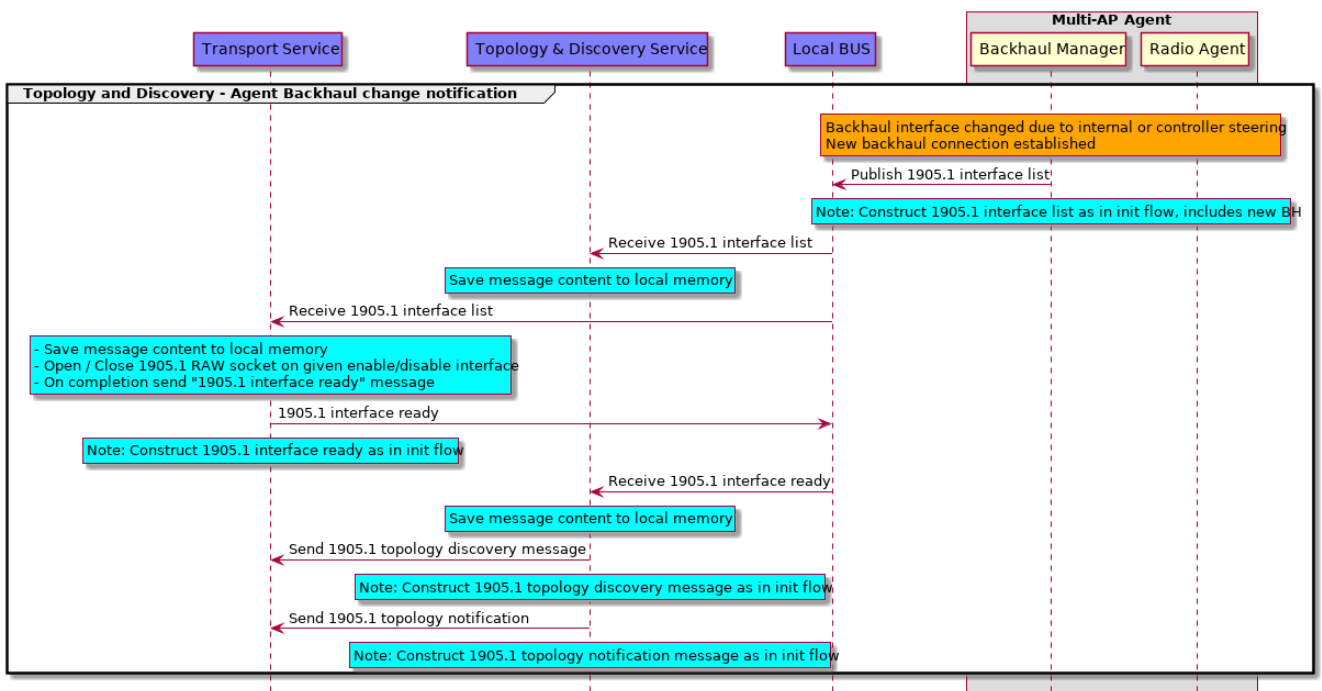 Multi-AP Agent
Transport Service
Topology & Discovery Service
Local BUS
Backhaul Manager
Radio Agent
Topology and Discovery - Agent Backhaul change notification
Backhaul interface changed due to internal or controller steering
New backhaul connection established
Publish 1905.1 interface list
Note: Construct 1905.1 interface list as in init flow, includes new BH
Receive 1905.1 interface list
Save message content to local memory
Receive 1905.1 interface list
- Save message content to local memory
- Open / Close 1905.1 RAW socket on given enable/disable interface
- On completion send "1905.1 interface ready" message
1905.1 interface ready
Note: Construct 1905.1 interface ready as in init flow
Receive 1905.1 interface ready
Save message content to local memory
Send 1905.1 topology discovery message
Note: Construct 1905.1 topology discovery message as in init flow
Send 1905.1 topology notification
Note: Construct 1905.1 topology notification message as in init flow